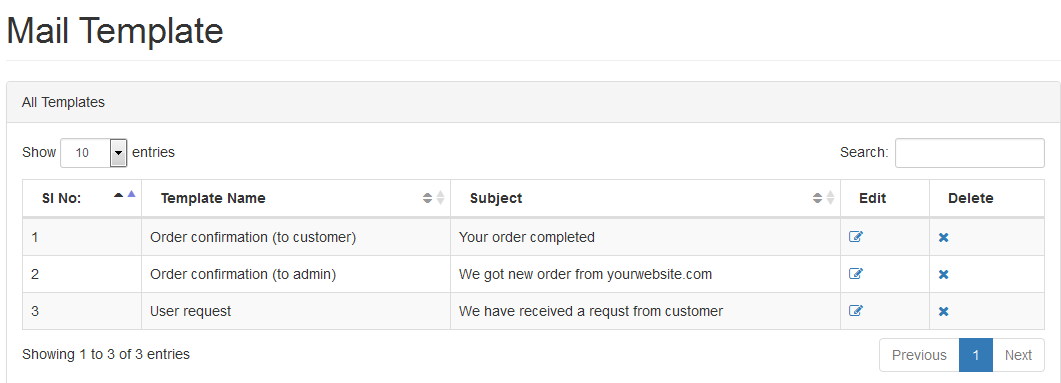 Mail Template
All Templates
Show 10 entries Search:
SI No: Template Name Subject Edit Delete
1 Order confirmation (to customer) Your order completed
2 Order confirmation (to admin) We got new order from yourwebsite.com
3 User request We have received a requst from customer
Showing 1 to 3 of 3 entries Previous 1 Next